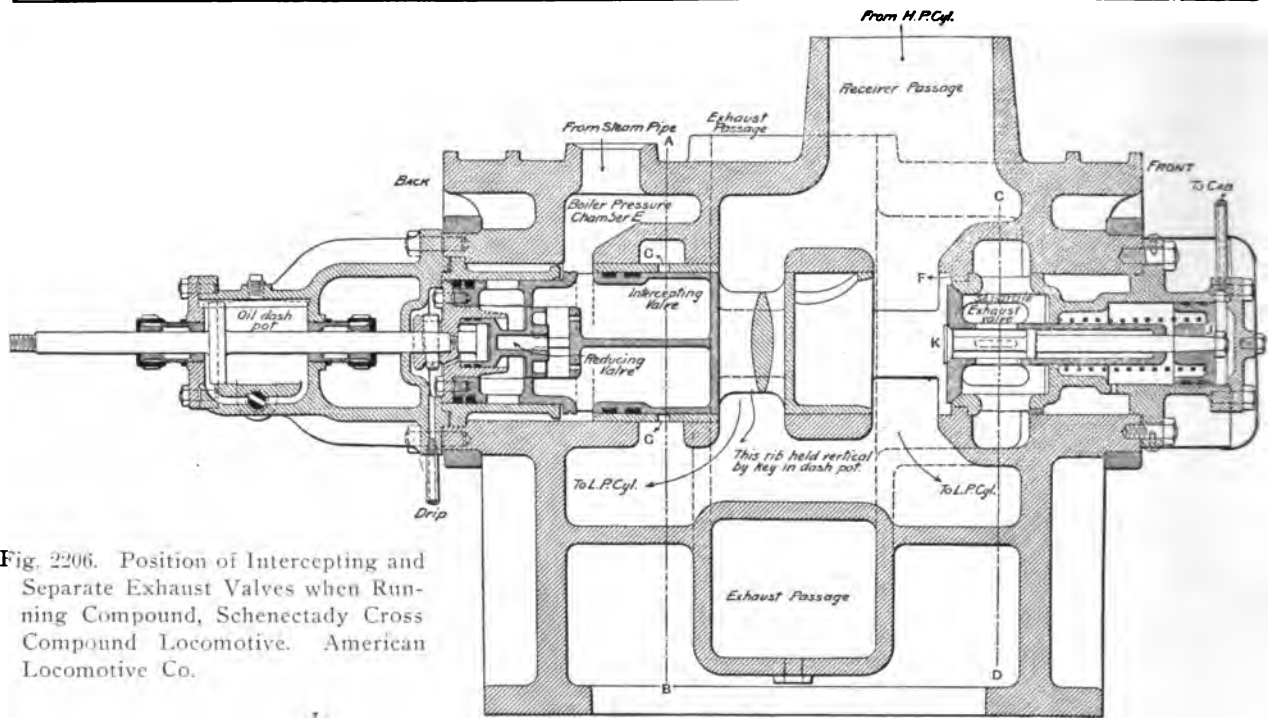 From H.P.Cyl.
Receiver Passage
Exhaust
Passage
From Steam Pipe
A
BACK
FRONT
To CAB
Boiler Pressure
Chamber E
C
G
F
Intercepting
Valve
Separate
Exhaust
valve
Oil dash
pot
J
K
Reducing
Valve
G
This rib held vertical
by key in dash pot.
To L.P.Cyl.
To L.P.Cyl.
Drip
Exhaust Passage
B
D
Fig. 2206. Position of Intercepting and
Separate Exhaust Valves when Run-
ning Compound, Schenectady Cross
Compound Locomotive. American
Locomotive Co.